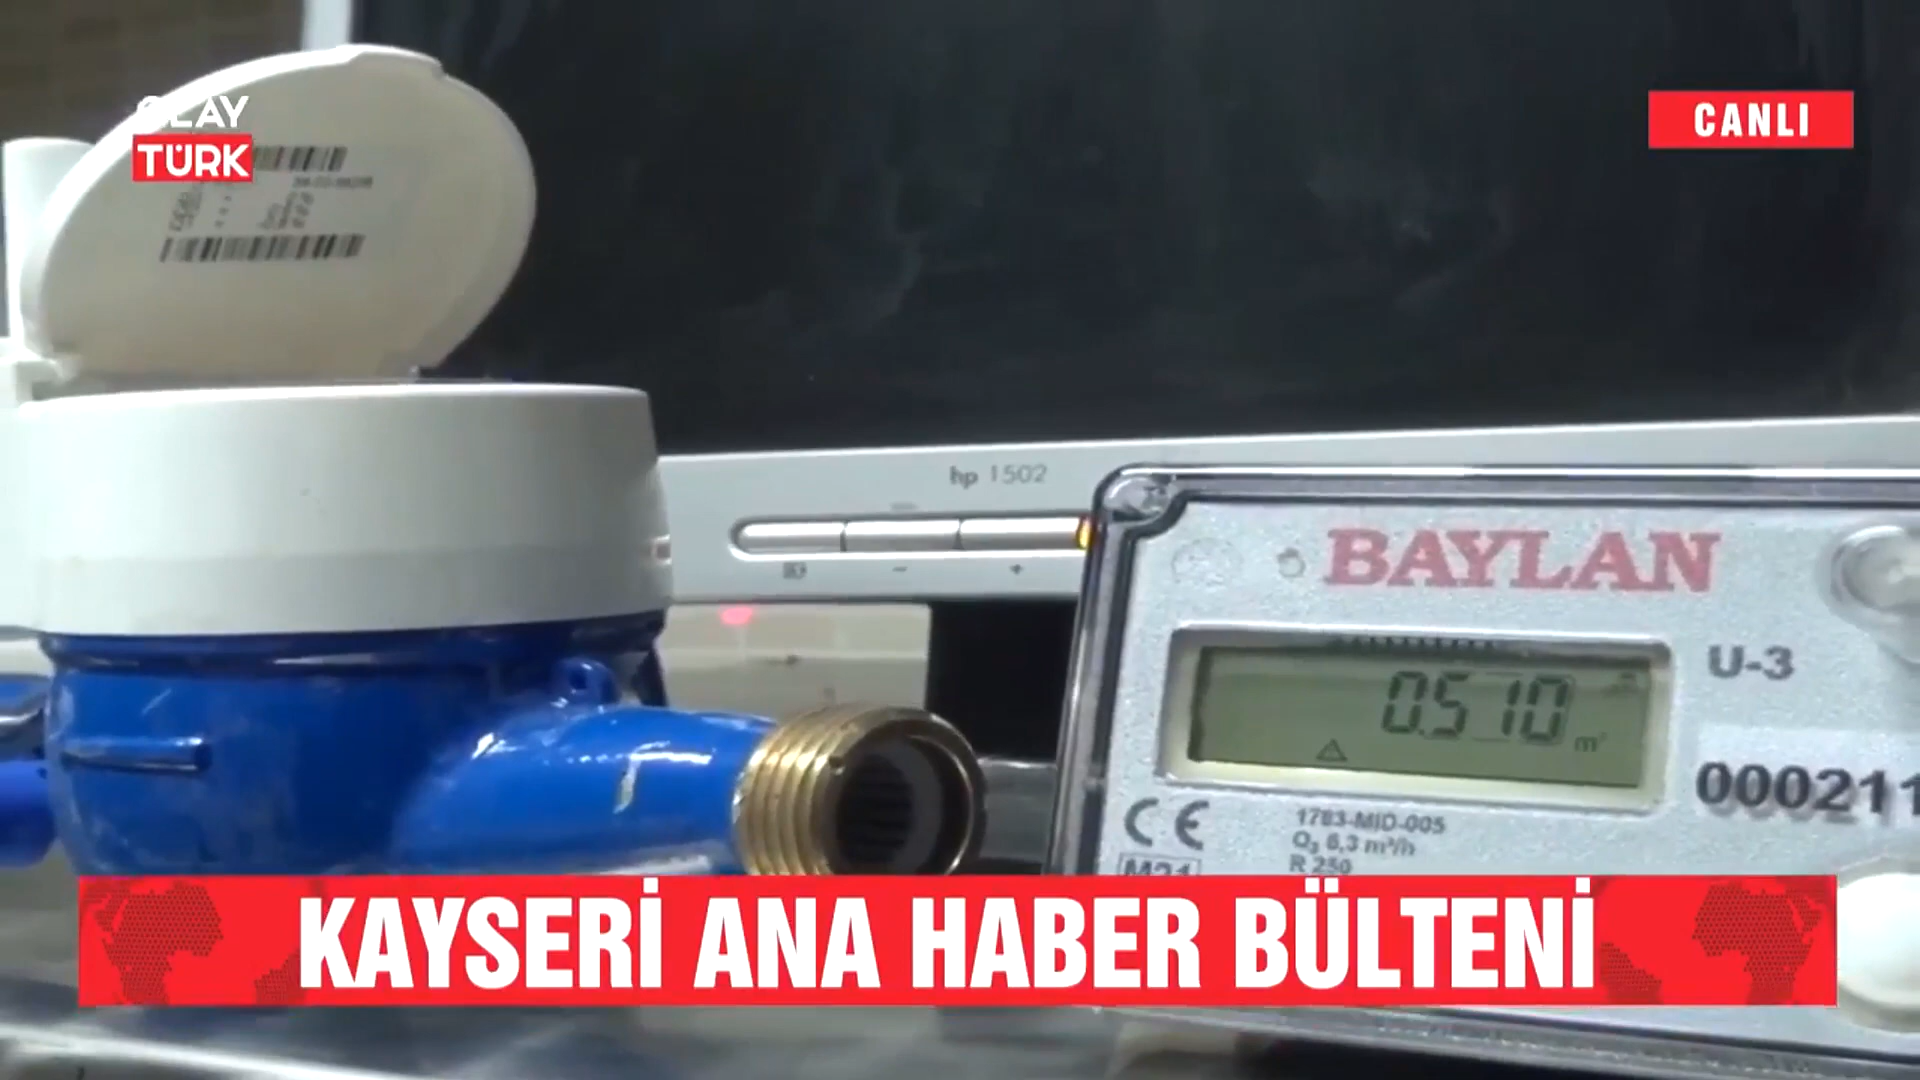 OLAY
TÜRK
CANLI
hp 1502
BAYLAN
U-3
0.510
m³
000211
CE
1783-MID-005
Q₃ 6,3 m³/h
R 250
M21
KAYSERİ ANA HABER BÜLTENİ